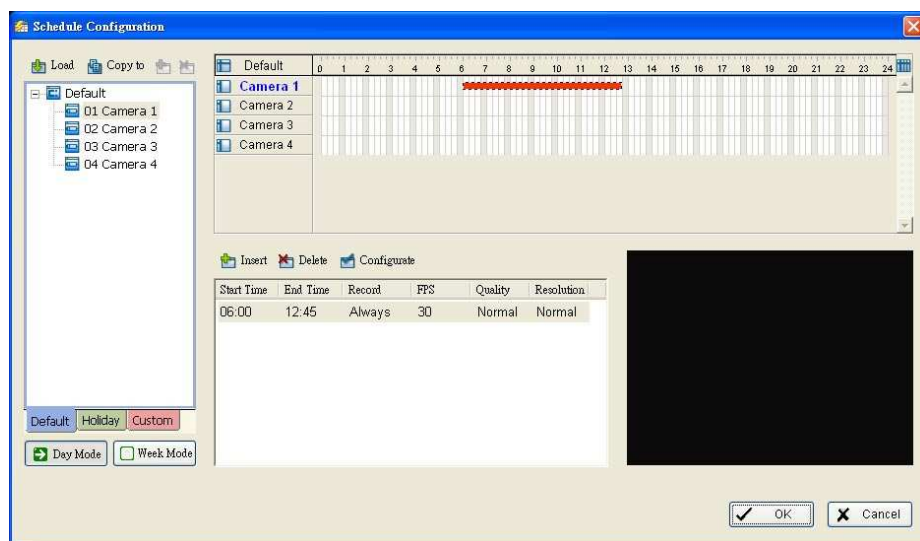 Schedule Configuration
Load Copy to
Default
01 Camera 1
02 Camera 2
03 Camera 3
04 Camera 4
Default Holiday Custom
Day Mode Week Mode
Default 0 1 2 3 4 5 6 7 8 9 10 11 12 13 14 15 16 17 18 19 20 21 22 23 24
Camera 1
Camera 2
Camera 3
Camera 4
Insert Delete Configurate
Start Time End Time Record FPS Quality Resolution
06:00 12:45 Always 30 Normal Normal
OK Cancel